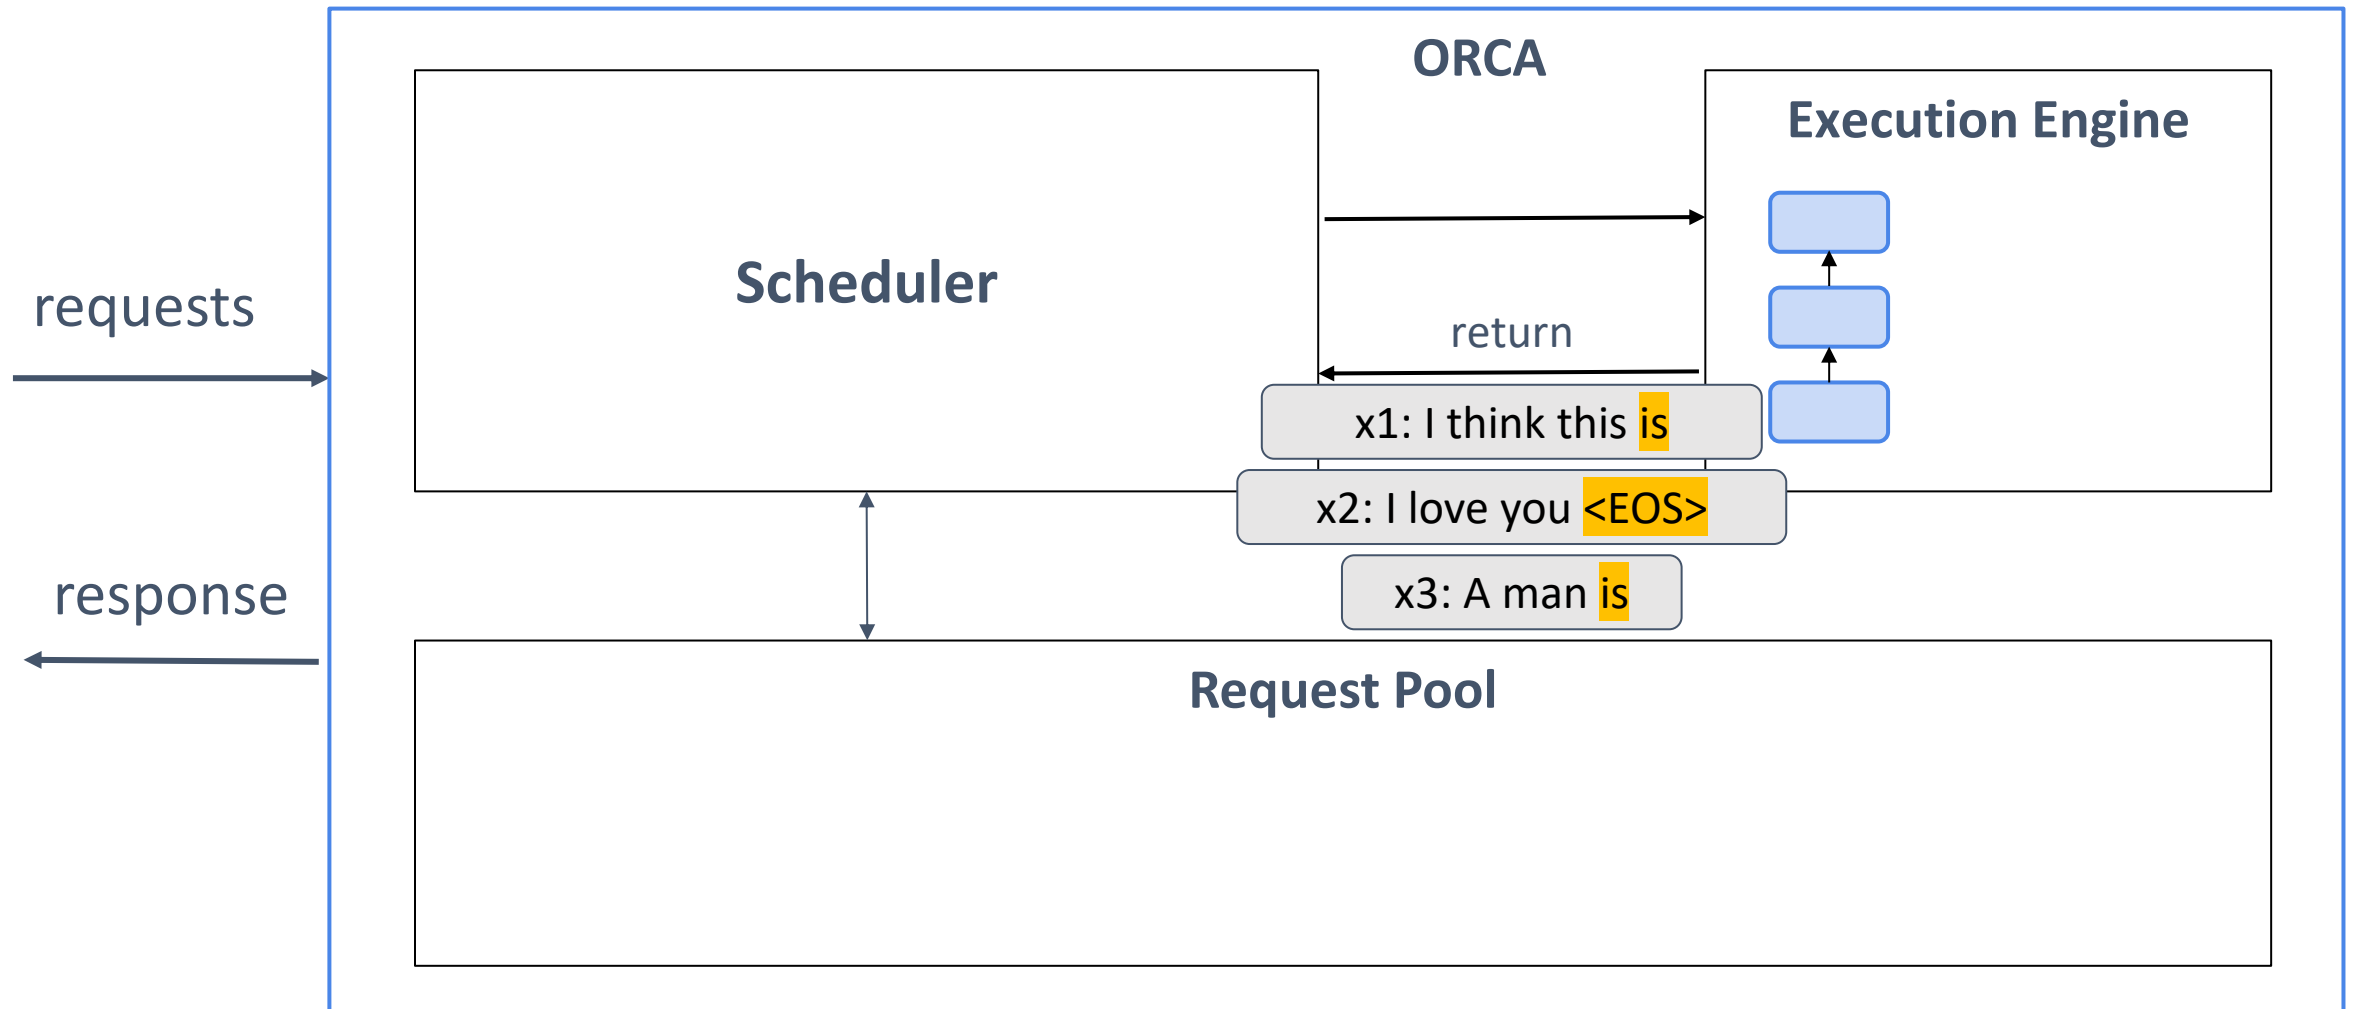 ORCA
Execution Engine
Scheduler
requests
return
x1: I think this is
x2: I love you <EOS>
x3: A man is
response
Request Pool